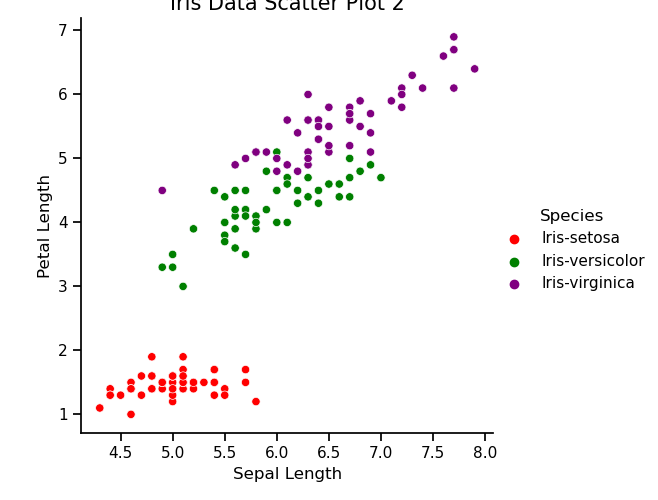 Iris Data Scatter Plot 2
7
6
5
4
3
2
1
Petal Length
4.5 5.0 5.5 6.0 6.5 7.0 7.5 8.0
Sepal Length
Species
Iris-setosa
Iris-versicolor
Iris-virginica